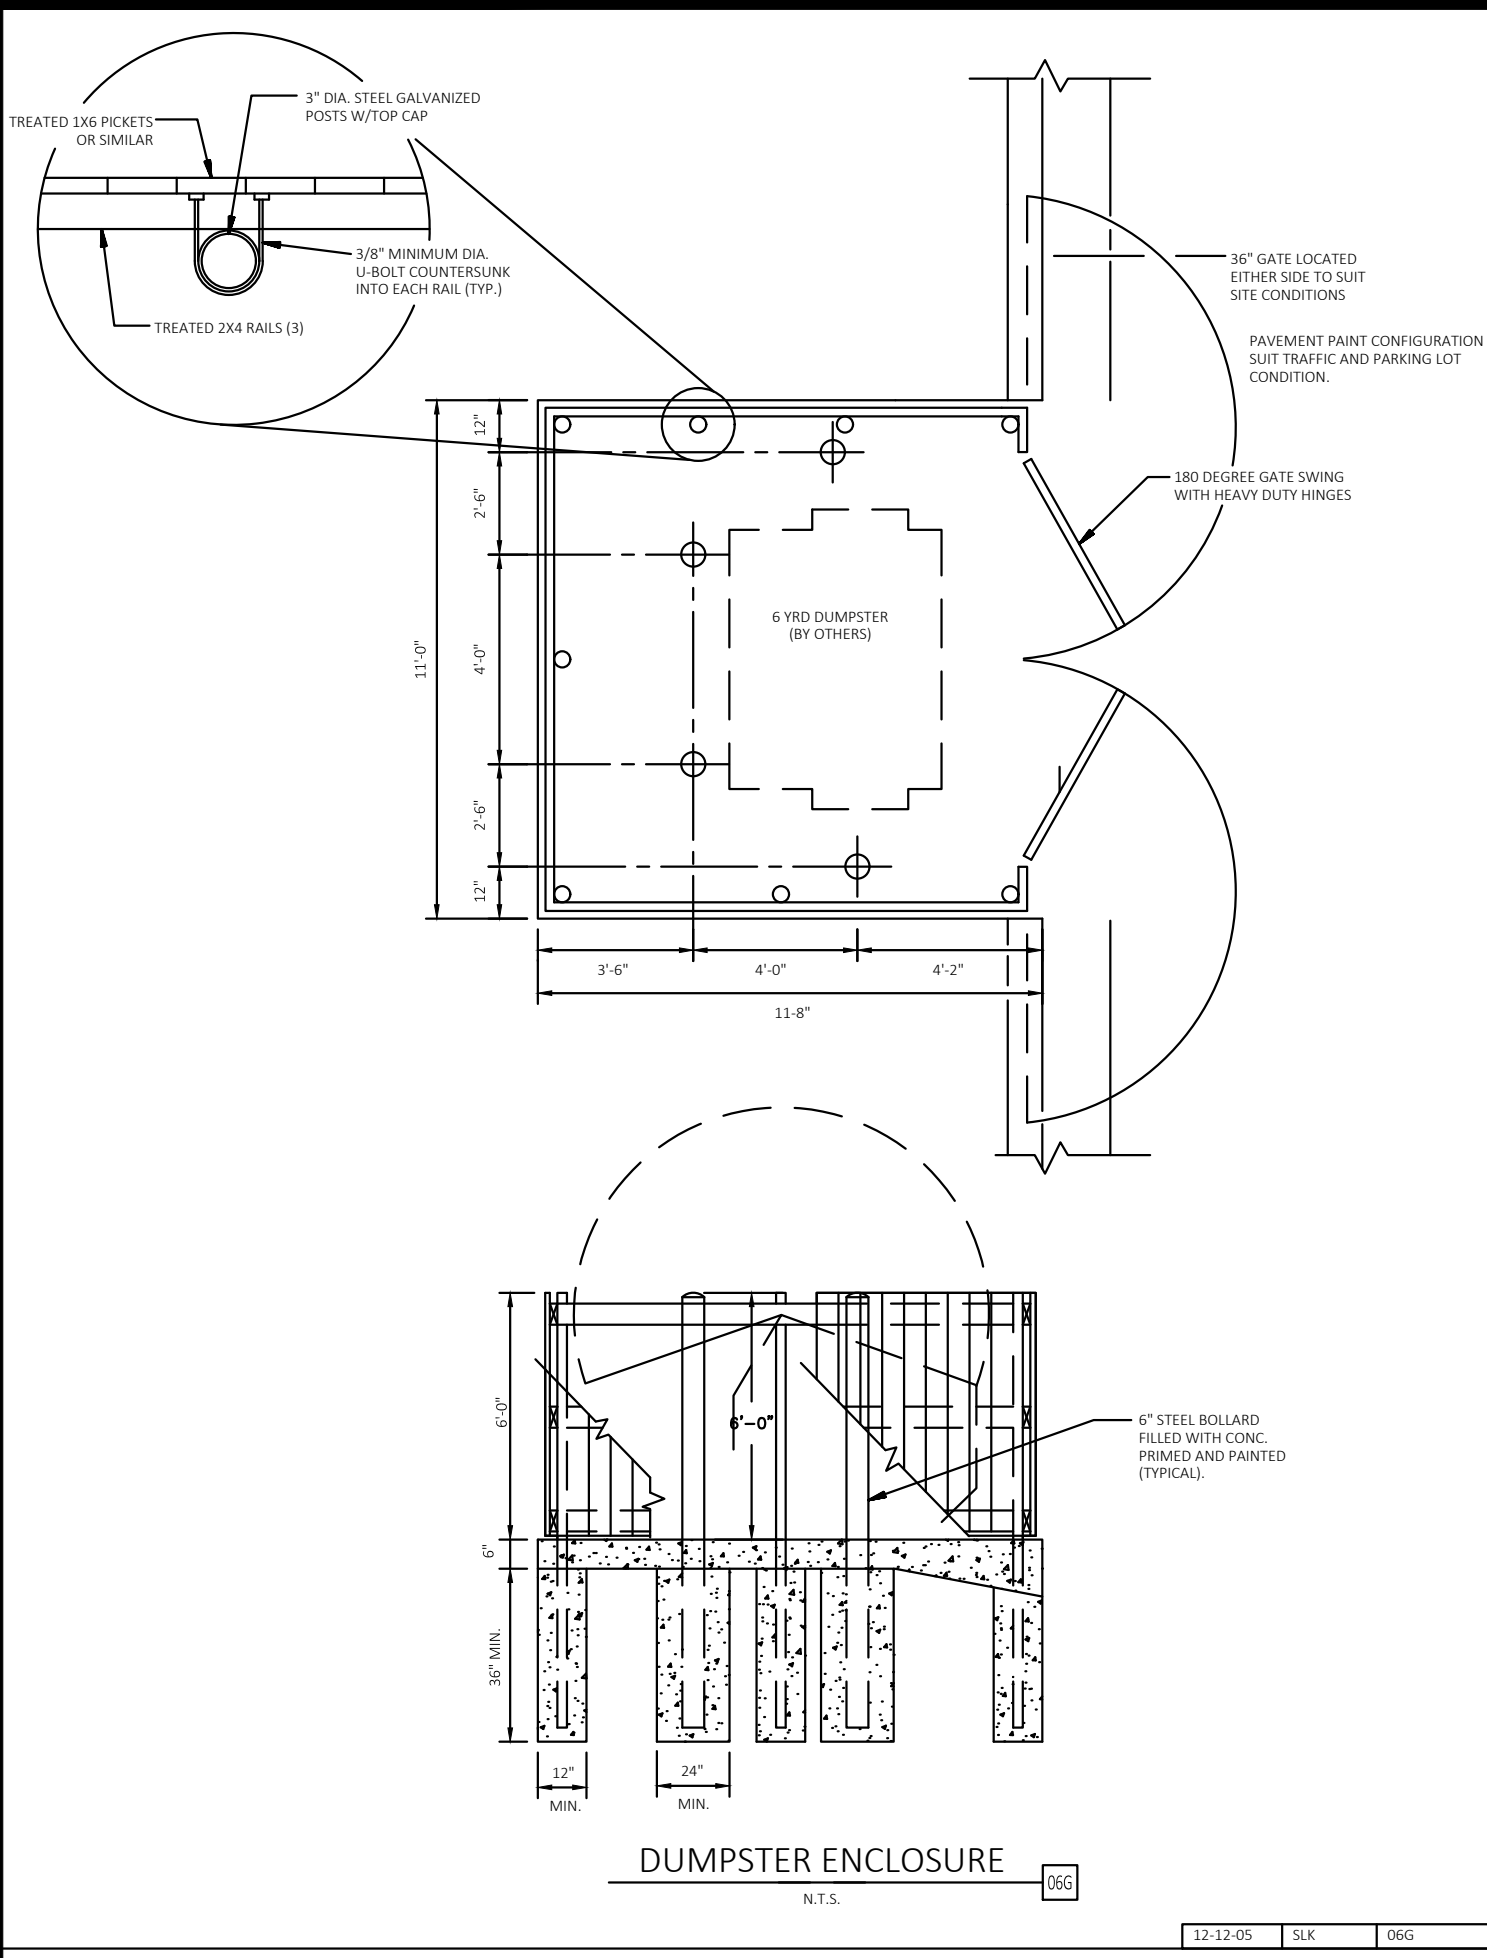 3" DIA. STEEL GALVANIZED
POSTS W/TOP CAP
TREATED 1X6 PICKETS
OR SIMILAR
3/8" MINIMUM DIA.
U-BOLT COUNTERSUNK
INTO EACH RAIL (TYP.)
TREATED 2X4 RAILS (3)
36" GATE LOCATED
EITHER SIDE TO SUIT
SITE CONDITIONS
PAVEMENT PAINT CONFIGURATION
SUIT TRAFFIC AND PARKING LOT
CONDITION.
180 DEGREE GATE SWING
WITH HEAVY DUTY HINGES
12"
2'-6"
4'-0"
11'-0"
2'-6"
12"
6 YRD DUMPSTER
(BY OTHERS)
3'-6"
4'-0"
4'-2"
11-8"
6'-0"
6'-0"
6" STEEL BOLLARD
FILLED WITH CONC.
PRIMED AND PAINTED
(TYPICAL).
6"
36" MIN.
12"
MIN.
24"
MIN.
DUMPSTER ENCLOSURE
06G
N.T.S.
12-12-05 SLK 06G